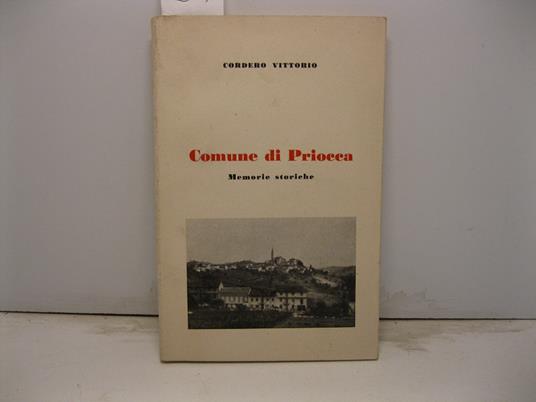 CORDERO VITTORIO
Comune di Priocca
Memorie storiche